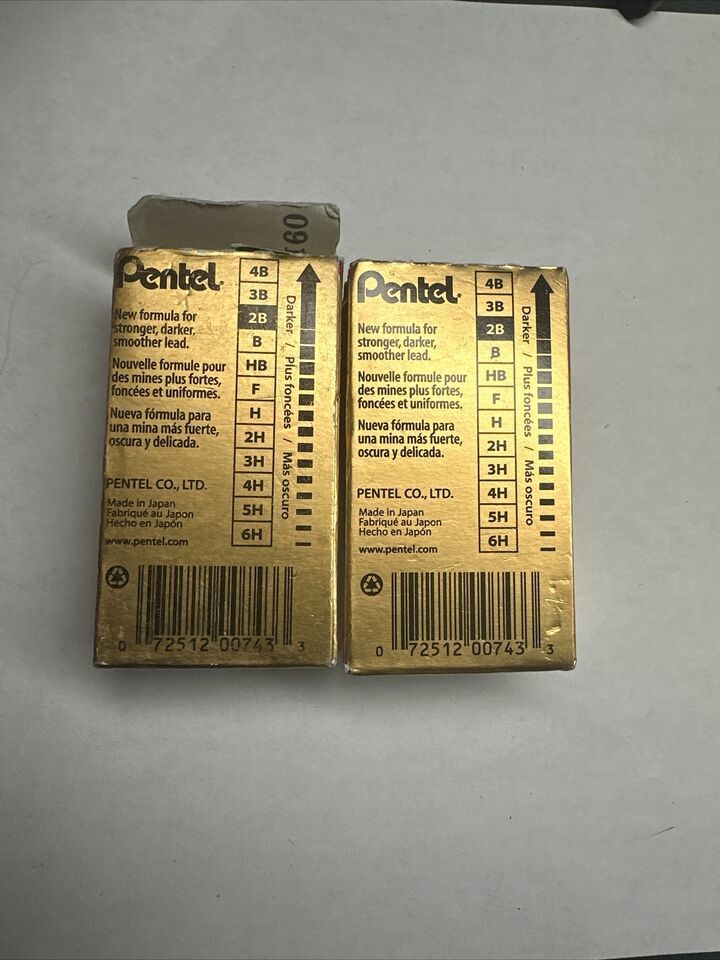 09
Pentel
New formula for
stronger, darker,
smoother lead.
Nouvelle formule pour
des mines plus fortes,
foncées et uniformes.
Nueva fórmula para
una mina más fuerte,
oscura y delicada.
PENTEL CO., LTD.
Made in Japan
Fabriqué au Japon
Hecho en Japón
www.pentel.com
4B
3B
2B
B
HB
F
H
2H
3H
4H
5H
6H
Darker / Plus foncées / Más oscuro
0 72512 00743 3
Pentel
New formula for
stronger, darker,
smoother lead.
Nouvelle formule pour
des mines plus fortes,
foncées et uniformes.
Nueva fórmula para
una mina más fuerte,
oscura y delicada.
PENTEL CO., LTD.
Made in Japan
Fabriqué au Japon
Hecho en Japón
www.pentel.com
4B
3B
2B
B
HB
F
H
2H
3H
4H
5H
6H
Darker / Plus foncées / Más oscuro
0 72512 00743 3